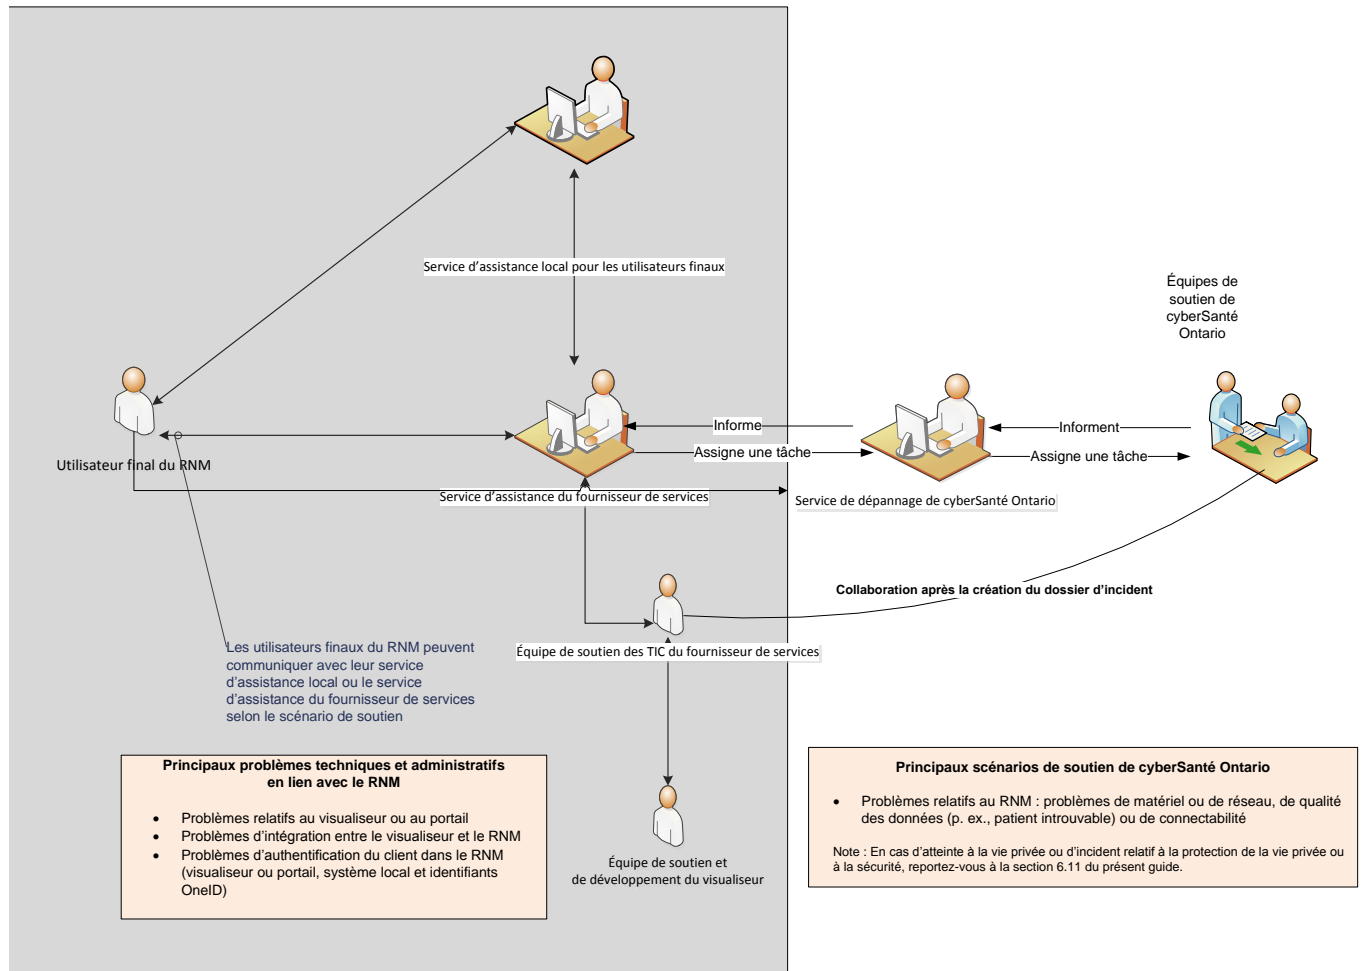 Service d'assistance local pour les utilisateurs finaux
Équipes de
soutien de
cyberSanté
Ontario
Informe
Informent
Assigne une tâche
Assigne une tâche
Utilisateur final du RNM
Service d'assistance du fournisseur de services
Service de dépannage de cyberSanté Ontario
Collaboration après la création du dossier d'incident
Les utilisateurs finaux du RNM peuvent
communiquer avec leur service
d'assistance local ou le service
d'assistance du fournisseur de services
selon le scénario de soutien
Équipe de soutien des TIC du fournisseur de services
Principaux problèmes techniques et administratifs
en lien avec le RNM
• Problèmes relatifs au visualiseur ou au portail
• Problèmes d'intégration entre le visualiseur et le RNM
• Problèmes d'authentification du client dans le RNM
(visualiseur ou portail, système local et identifiants
OneID)
Équipe de soutien et
de développement du visualiseur
Principaux scénarios de soutien de cyberSanté Ontario
• Problèmes relatifs au RNM : problèmes de matériel ou de réseau, de qualité
des données (p. ex., patient introuvable) ou de connectabilité
Note : En cas d'atteinte à la vie privée ou d'incident relatif à la protection de la vie privée ou
à la sécurité, reportez-vous à la section 6.11 du présent guide.